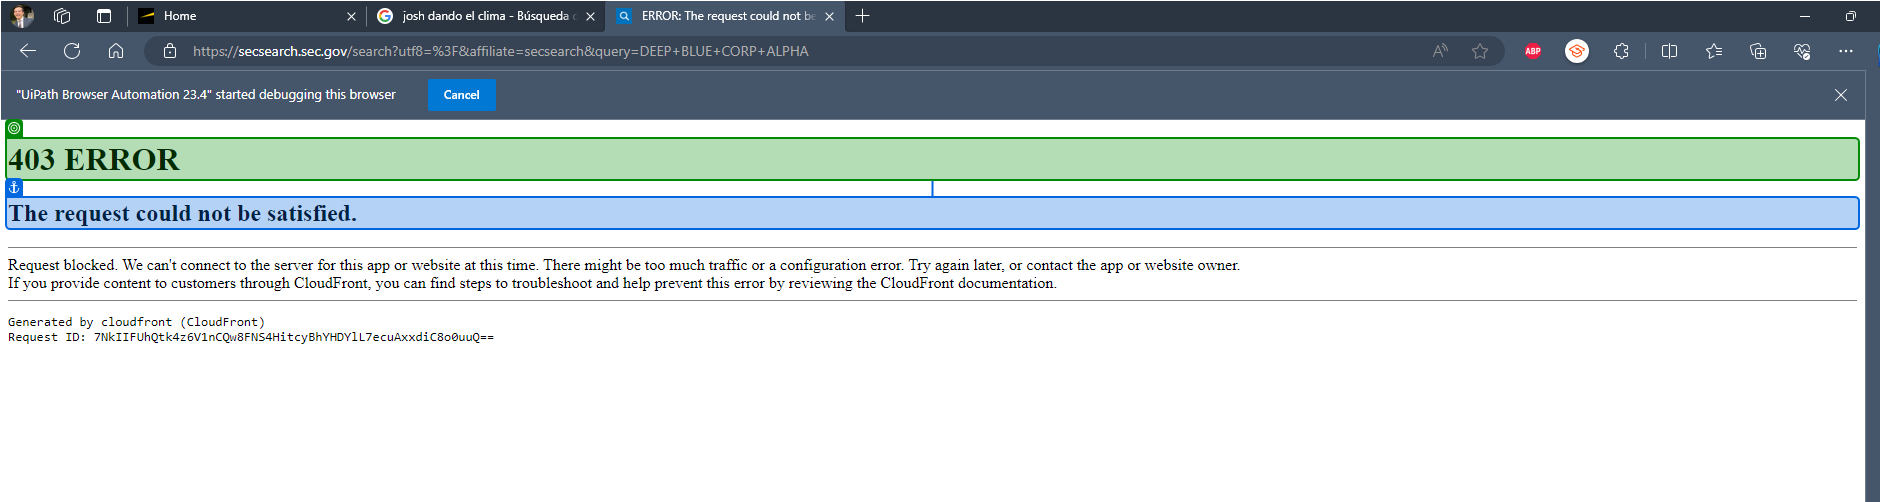 Home
josh dando el clima - Búsqueda
ERROR: The request could not be
https://secsearch.sec.gov/search?utf8=%3F&affiliate=secsearch&query=DEEP+BLUE+CORP+ALPHA
ABP
"UiPath Browser Automation 23.4" started debugging this browser
Cancel
403 ERROR
The request could not be satisfied.
Request blocked. We can't connect to the server for this app or website at this time. There might be too much traffic or a configuration error. Try again later, or contact the app or website owner.
If you provide content to customers through CloudFront, you can find steps to troubleshoot and help prevent this error by reviewing the CloudFront documentation.
Generated by cloudfront (CloudFront)
Request ID: 7NkIIFUhQtk4z6V1nCQw8FNS4HitcyBhYHDYlL7ecuAxxdiC8o0uuQ==